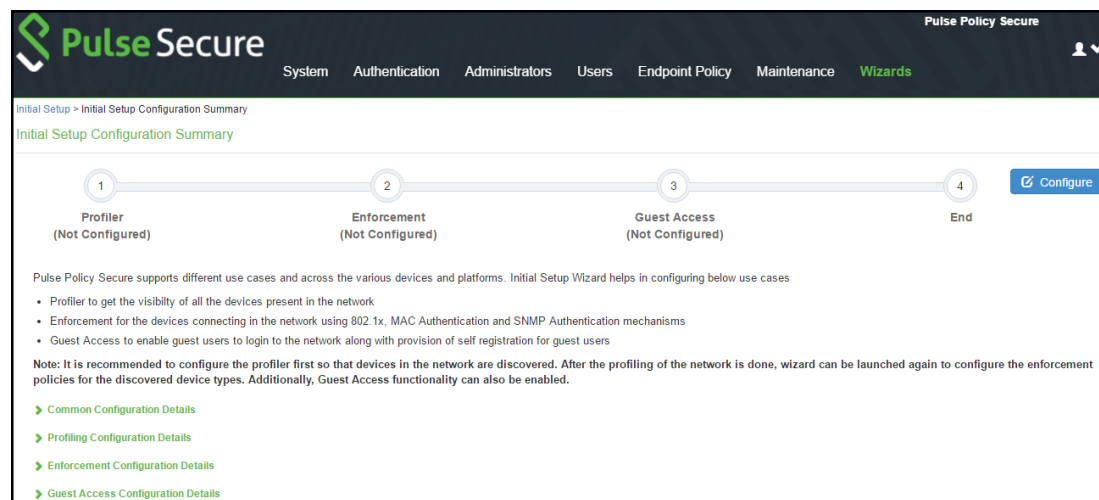 Pulse Policy Secure
Pulse Secure
System Authentication Administrators Users Endpoint Policy Maintenance Wizards
Initial Setup > Initial Setup Configuration Summary
Initial Setup Configuration Summary
1 2 3 4 Configure
Profiler Enforcement Guest Access End
(Not Configured) (Not Configured) (Not Configured)
Pulse Policy Secure supports different use cases and across the various devices and platforms. Initial Setup Wizard helps in configuring below use cases
• Profiler to get the visibilty of all the devices present in the network
• Enforcement for the devices connecting in the network using 802.1x, MAC Authentication and SNMP Authentication mechanisms
• Guest Access to enable guest users to login to the network along with provision of self registration for guest users
Note: It is recommended to configure the profiler first so that devices in the network are discovered. After the profiling of the network is done, wizard can be launched again to configure the enforcement
policies for the discovered device types. Additionally, Guest Access functionality can also be enabled.
Common Configuration Details
Profiling Configuration Details
Enforcement Configuration Details
Guest Access Configuration Details